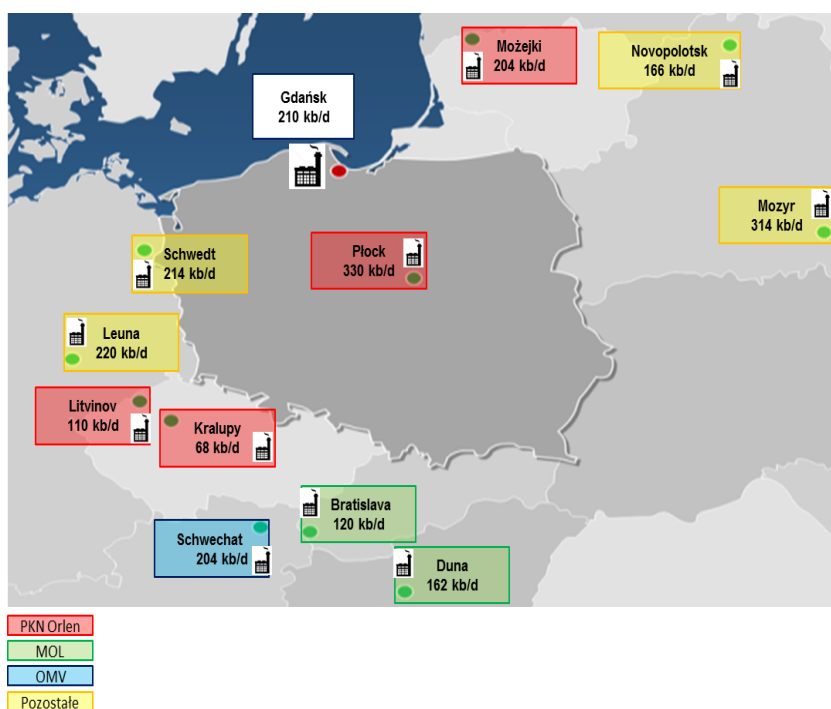 Możejki
204 kb/d
Novopolotsk
166 kb/d
Gdańsk
210 kb/d
Mozyr
314 kb/d
Schwedt
214 kb/d
Płock
330 kb/d
Leuna
220 kb/d
Litvinov
110 kb/d
Kralupy
68 kb/d
Bratislava
120 kb/d
Schwechat
204 kb/d
Duna
162 kb/d
PKN Orlen
MOL
OMV
Pozostałe